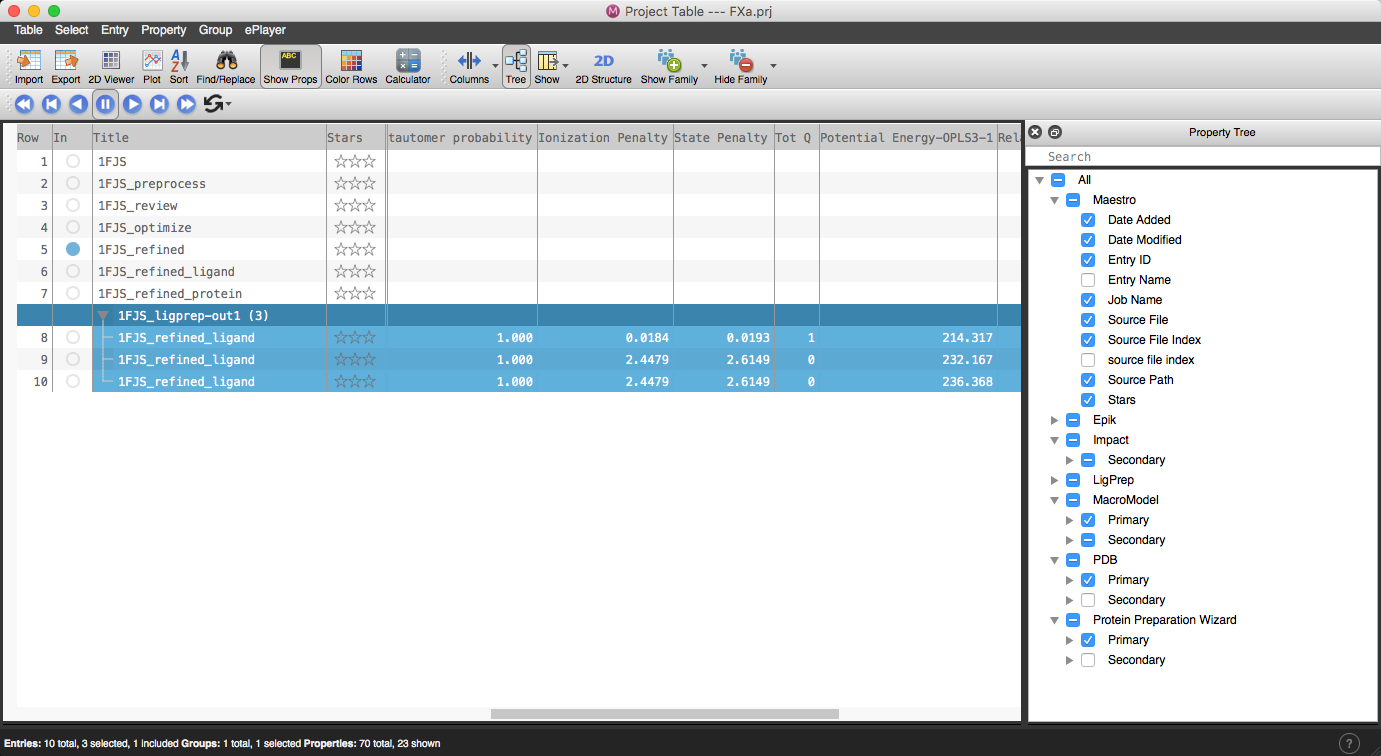 Project Table --- FXa.prj
Table Select Entry Property Group ePlayer
ABC A Z 2D
Import Export 2D Viewer Plot Sort Find/Replace Show Props Color Rows Calculator Columns Tree Show 2D Structure Show Family Hide Family
Row In Title Stars tautomer probability Ionization Penalty State Penalty Tot Q Potential Energy-OPLS3-1 Rela
1 1FJS
2 1FJS_preprocess
3 1FJS_review
4 1FJS_optimize
5 1FJS_refined
6 1FJS_refined_ligand
7 1FJS_refined_protein
1FJS_ligprep-out1 (3)
8 1FJS_refined_ligand 1.000 0.0184 0.0193 1 214.317
9 1FJS_refined_ligand 1.000 2.4479 2.6149 0 232.167
10 1FJS_refined_ligand 1.000 2.4479 2.6149 0 236.368
Property Tree
Search
All
Maestro
Date Added
Date Modified
Entry ID
Entry Name
Job Name
Source File
Source File Index
source file index
Source Path
Stars
Epik
Impact
Secondary
LigPrep
MacroModel
Primary
Secondary
PDB
Primary
Secondary
Protein Preparation Wizard
Primary
Secondary
Entries: 10 total, 3 selected, 1 included Groups: 1 total, 1 selected Properties: 70 total, 23 shown
?